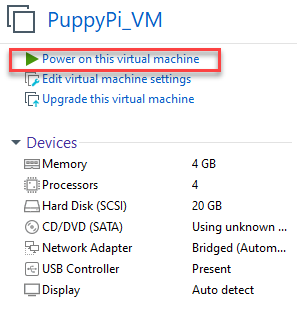 PuppyPi_VM
Power on this virtual machine
Edit virtual machine settings
Upgrade this virtual machine
Devices
Memory 4 GB
Processors 4
Hard Disk (SCSI) 20 GB
CD/DVD (SATA) Using unknown ...
Network Adapter Bridged (Autom...
USB Controller Present
Display Auto detect